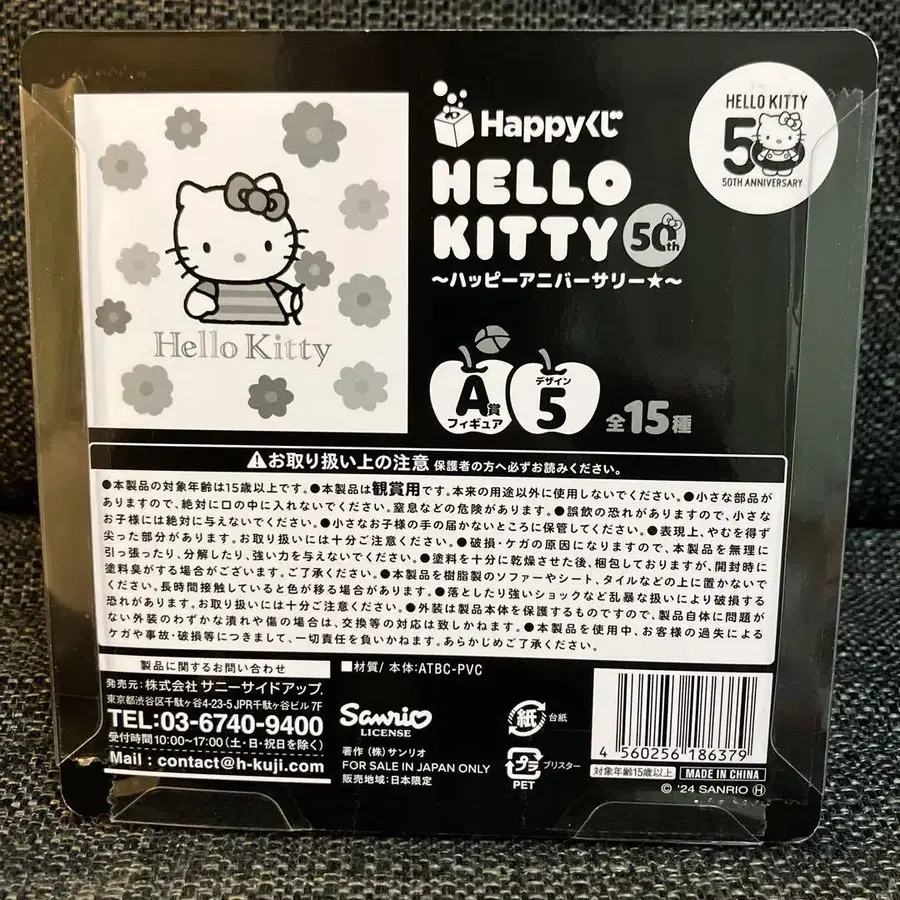 Hello Kitty
Happyくじ
HELLO
KITTY 50th
～ハッピーアニバーサリー★～
HELLO KITTY
50
50TH ANNIVERSARY
A賞
フィギュア
デザイン
5
全15種
⚠お取り扱い上の注意 保護者の方へ必ずお読みください。
●本製品の対象年齢は15歳以上です。●本製品は観賞用です。本来の用途以外に使用しないでください。●小さな部品が
ありますので、絶対に口の中に入れないでください。窒息などの危険があります。●誤飲の恐れがありますので、小さな
お子様には絶対に与えないでください。●小さなお子様の手の届かないところに保管してください。●表現上、やむを得ず
尖った部分があります。お取り扱いには十分ご注意ください。●破損・ケガの原因になりますので、本製品を無理に
引っ張ったり、分解したり、強い力を与えないでください。●塗料を十分に乾燥させた後、梱包しておりますが、開封時に
塗料臭がする場合がございます。ご了承ください。●本製品を樹脂製のソファーやシート、タイルなどの上に置かないで
ください。長時間接触していると色が移る場合があります。●落としたり強いショックなど乱暴な扱いにより破損する
恐れがあります。お取り扱いには十分ご注意ください。●外装は製品本体を保護するものですので、製品自体に問題が
ない外装のわずかな潰れや傷の場合は、交換等の対応は致しかねます。●本製品を使用中、お客様の過失による
ケガや事故・破損等につきまして、一切責任を負いかねます。あらかじめご了承ください。
製品に関するお問い合わせ
発売元:株式会社 サニーサイドアップ
東京都渋谷区千駄ヶ谷4-23-5 JPR千駄ヶ谷ビル 7F
TEL:03-6740-9400
受付時間 10:00～17:00(土・日・祝日を除く)
Mail : contact@h-kuji.com
■材質/ 本体:ATBC-PVC
Sanrio
LICENSE
著作 (株)サンリオ
FOR SALE IN JAPAN ONLY
販売地域:日本限定
紙 台紙
プラ ブリスター
PET
4 560256 186379
対象年齢15歳以上
MADE IN CHINA
© '24 SANRIO Ⓗ